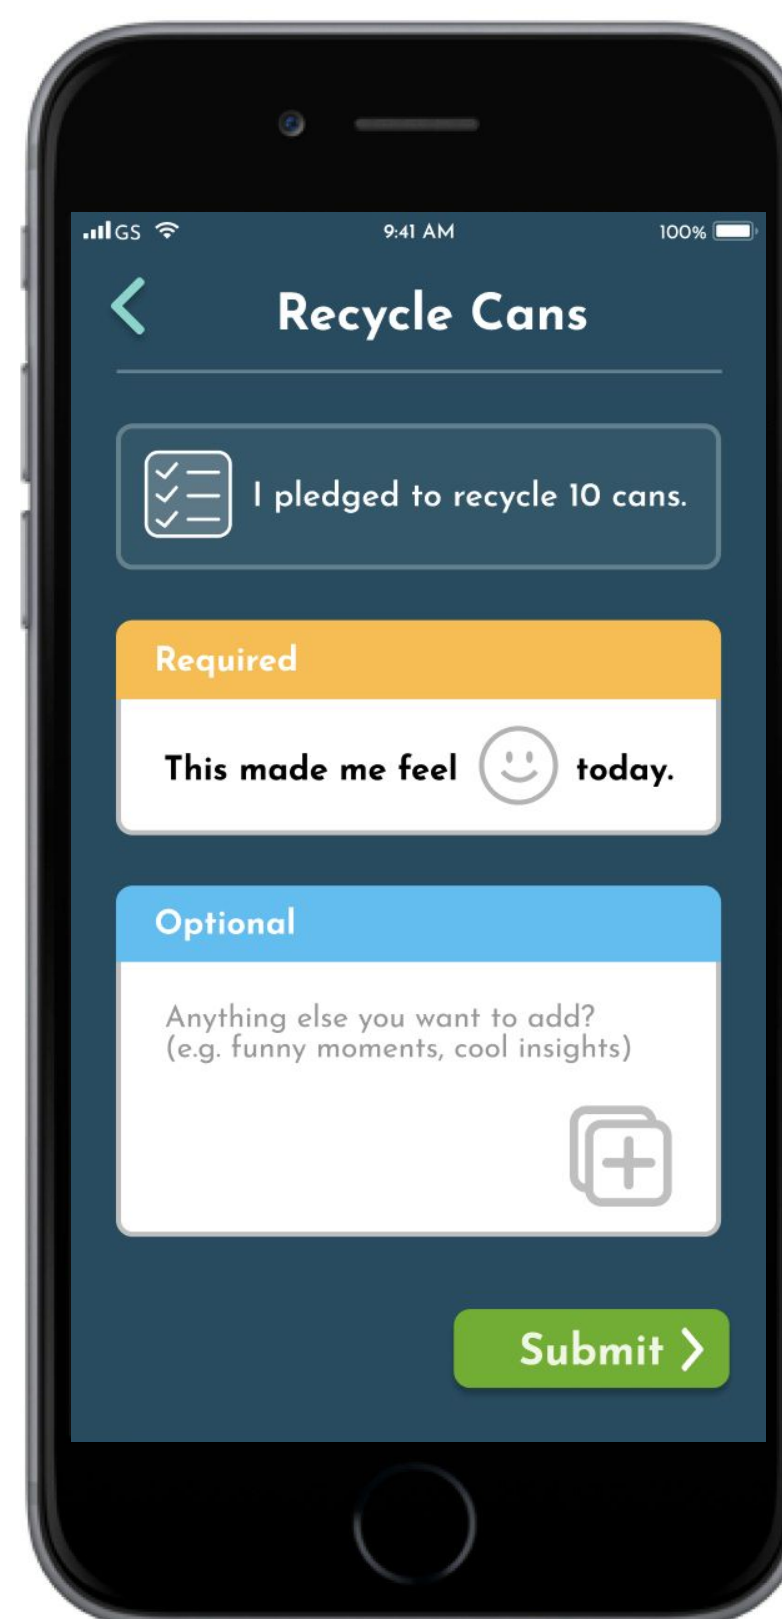 GS
9:41 AM
100%
Recycle Cans
I pledged to recycle 10 cans.
Required
This made me feel today.
Optional
Anything else you want to add?
(e.g. funny moments, cool insights)
Submit